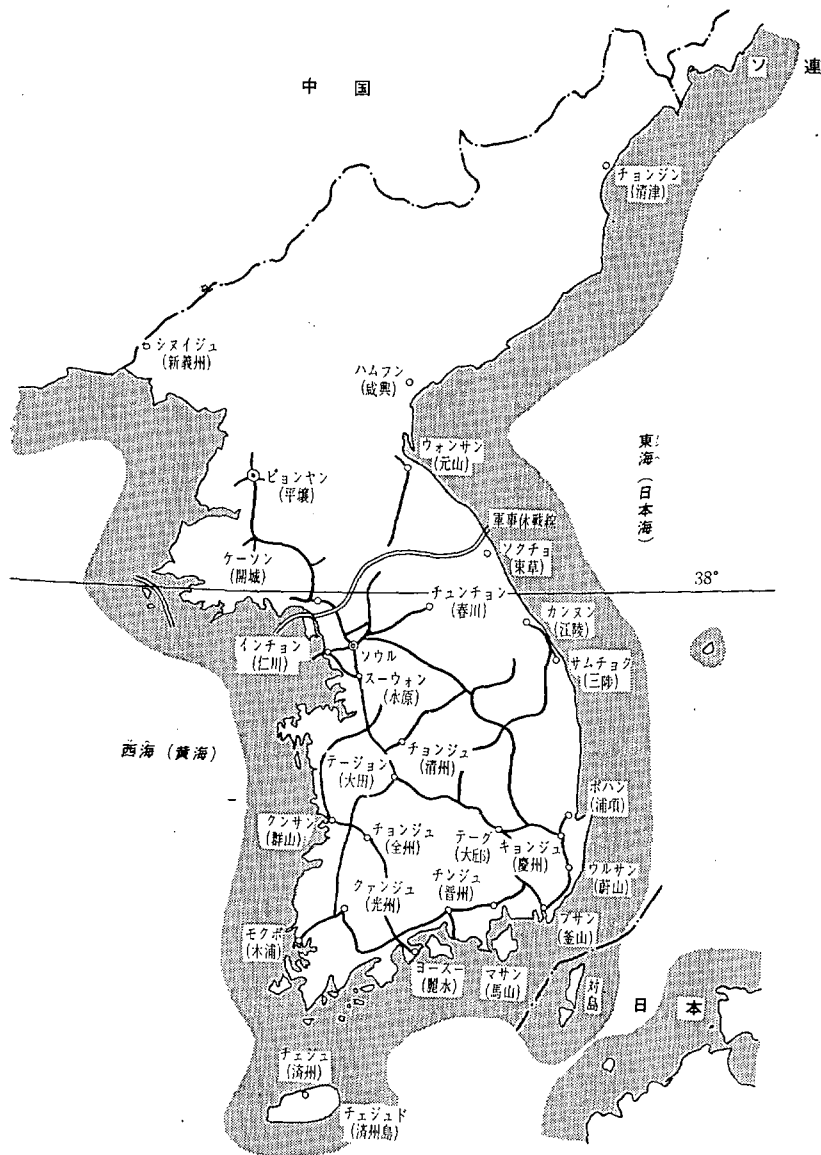 中国
ソ連
チョンジン
(清津)
シヌイジュ
(新義州)
ハムフン
(咸興)
ウォンサン
(元山)
東海(日本海)
ピョンヤン
(平壌)
軍事休戦線
ソクチョ
(束草)
ケーソン
(開城)
38°
チュンチョン
(春川)
カンヌン
(江陵)
インチョン
(仁川)
ソウル
サムチョク
(三陟)
スーウォン
(水原)
西海(黄海)
チョンジュ
(清州)
テージョン
(大田)
ポハン
(浦項)
クンサン
(群山)
チョンジュ
(全州)
テーグ
(大邱)
キョンジュ
(慶州)
ウルサン
(蔚山)
クァンジュ
(光州)
チンジュ
(晋州)
プサン
(釜山)
モクポ
(木浦)
ヨースー
(麗水)
マサン
(馬山)
対島
日本
チェジュ
(済州)
チェジュド
(済州島)